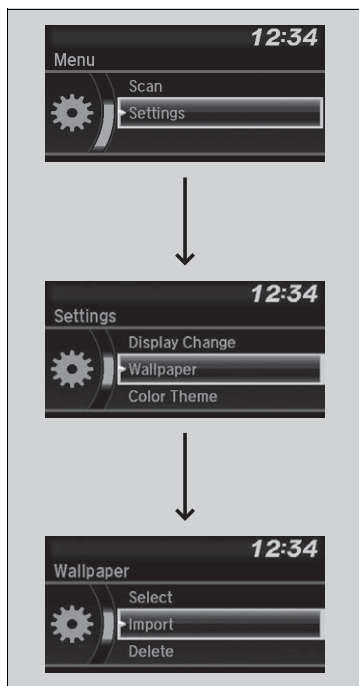 12:34
Menu
Scan
Settings
12:34
Settings
Display Change
Wallpaper
Color Theme
12:34
Wallpaper
Select
Import
Delete